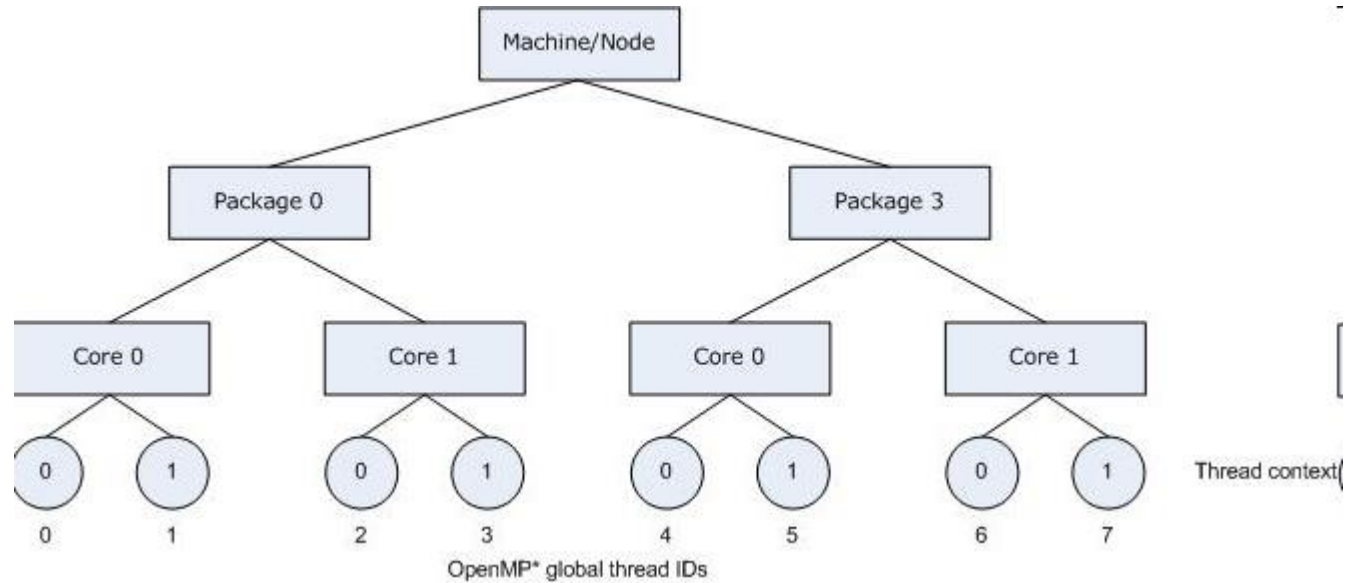 Machine/Node
Package 0
Package 3
Core 0
Core 1
Core 0
Core 1
0 1 0 1 0 1 0 1 Thread context
0 1 2 3 4 5 6 7
OpenMP* global thread IDs